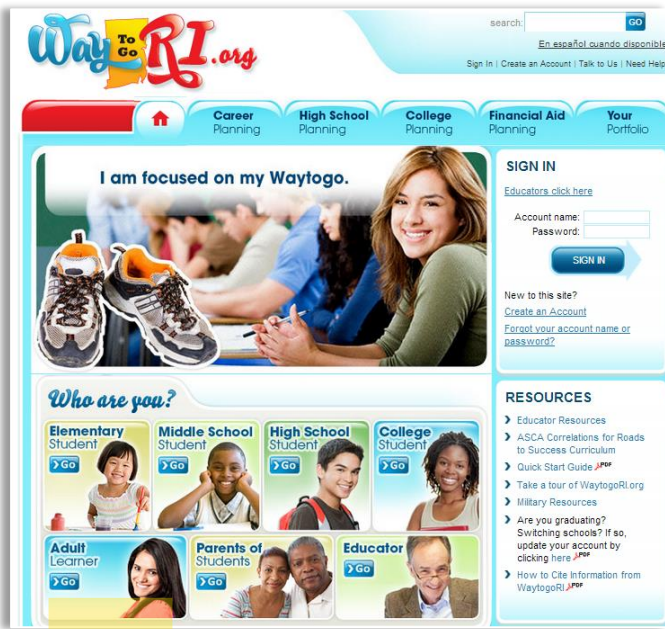 Way To Go RI.org
search: GO
En español cuando disponible
Sign In | Create an Account | Talk to Us | Need Help
Career Planning
High School Planning
College Planning
Financial Aid Planning
Your Portfolio
I am focused on my Waytogo.
SIGN IN
Educators click here
Account name:
Password:
SIGN IN
New to this site?
Create an Account
Forgot your account name or
password?
Who are you?
Elementary
Student
Go
Middle School
Student
Go
High School
Student
Go
College
Student
Go
Adult
Learner
Go
Parents of
Students
Go
Educator
Go
RESOURCES
Educator Resources
ASCA Correlations for Roads
to Success Curriculum
Quick Start Guide PDF
Take a tour of WaytogoRI.org
Military Resources
Are you graduating?
Switching schools? If so,
update your account by
clicking here PDF
How to Cite Information from
WaytogoRI PDF